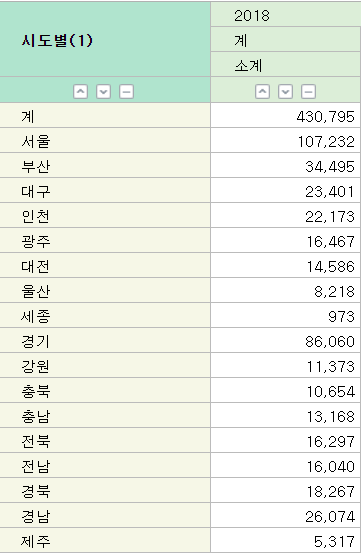 시도별(1)
2018
계
소계
계 430,795
서울 107,232
부산 34,495
대구 23,401
인천 22,173
광주 16,467
대전 14,586
울산 8,218
세종 973
경기 86,060
강원 11,373
충북 10,654
충남 13,168
전북 16,297
전남 16,040
경북 18,267
경남 26,074
제주 5,317